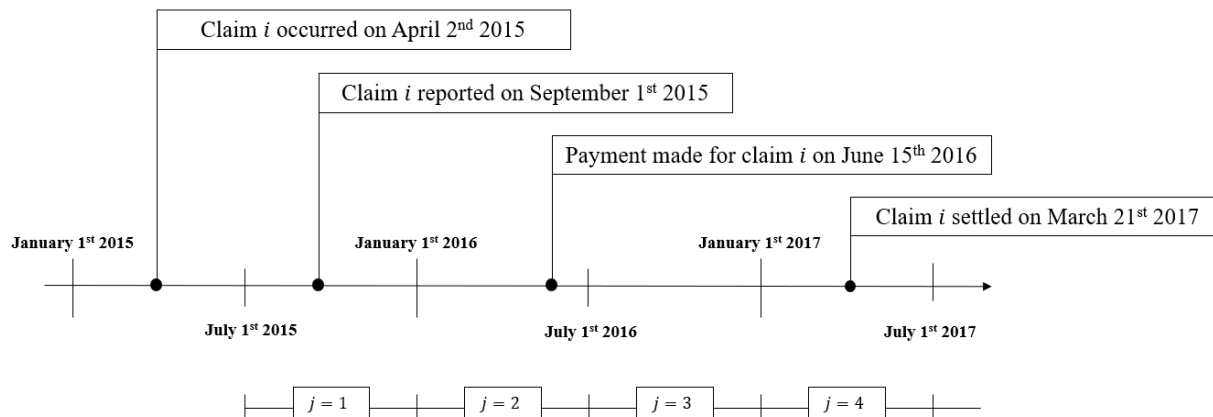 Claim i occurred on April 2nd 2015
Claim i reported on September 1st 2015
Payment made for claim i on June 15th 2016
Claim i settled on March 21st 2017
January 1st 2015
January 1st 2016
January 1st 2017
July 1st 2015
July 1st 2016
July 1st 2017
j = 1
j = 2
j = 3
j = 4